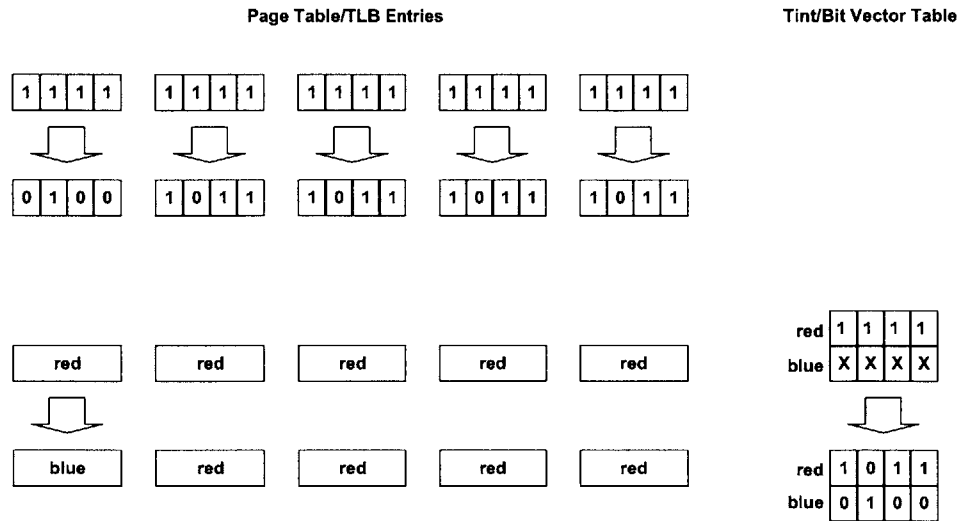 Page Table/TLB Entries Tint/Bit Vector Table
1 1 1 1 1 1 1 1 1 1 1 1 1 1 1 1 1 1 1 1
0 1 0 0 1 0 1 1 1 0 1 1 1 0 1 1 1 0 1 1
red 1 1 1 1
red red red red red blue X X X X
blue red red red red red 1 0 1 1
blue 0 1 0 0